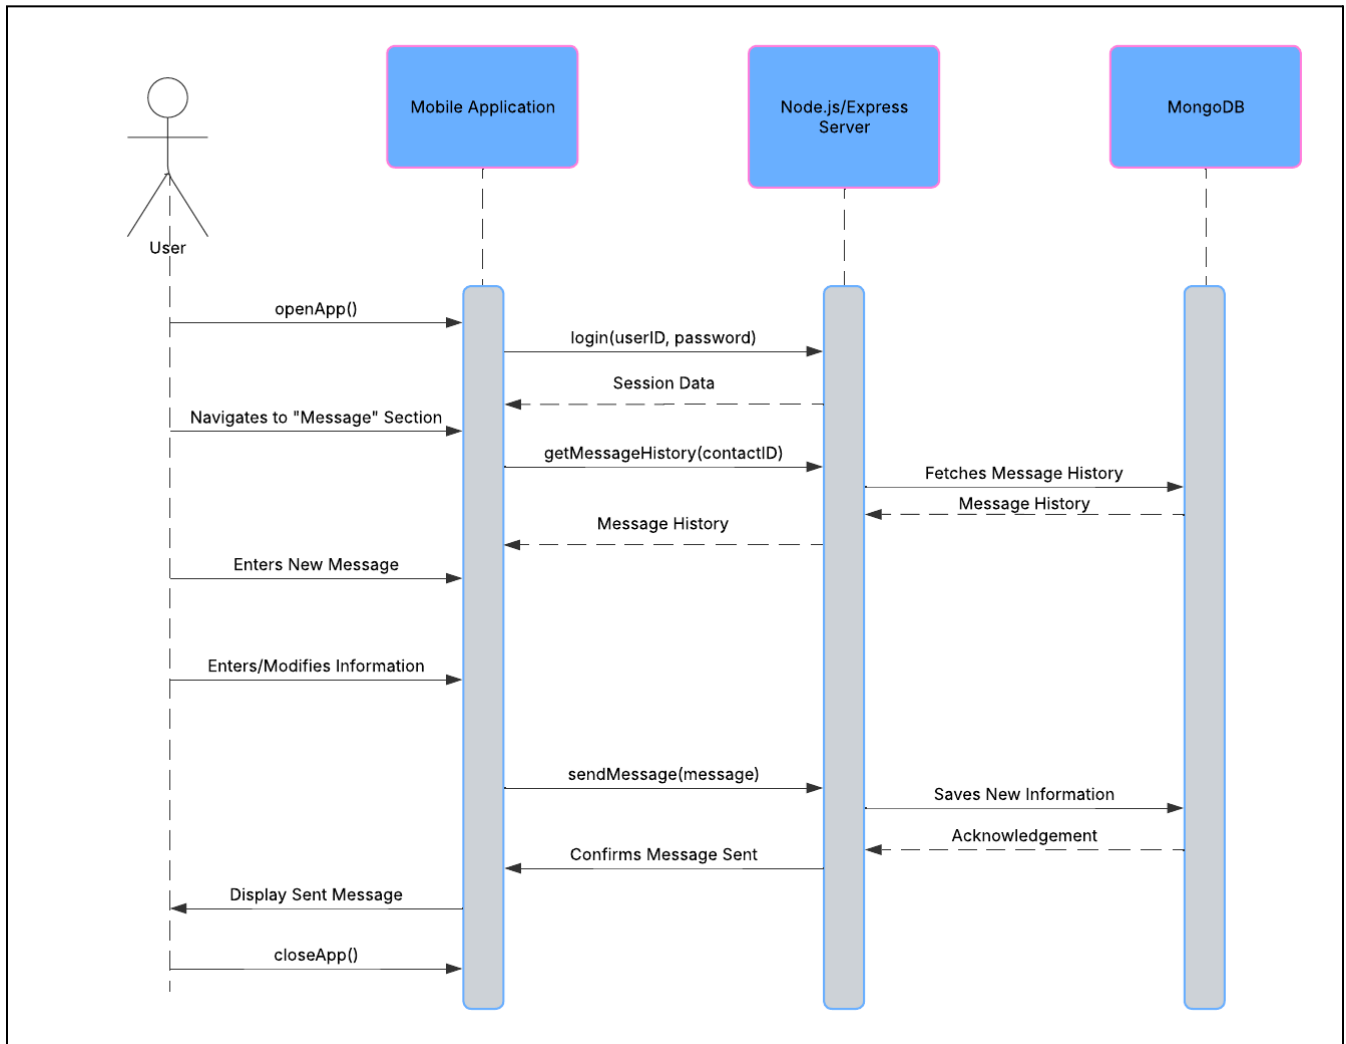 Mobile Application
Node.js/Express
Server
MongoDB
User
openApp()
login(userID, password)
Session Data
Navigates to "Message" Section
getMessageHistory(contactID)
Fetches Message History
Message History
Message History
Enters New Message
Enters/Modifies Information
sendMessage(message)
Saves New Information
Acknowledgement
Confirms Message Sent
Display Sent Message
closeApp()